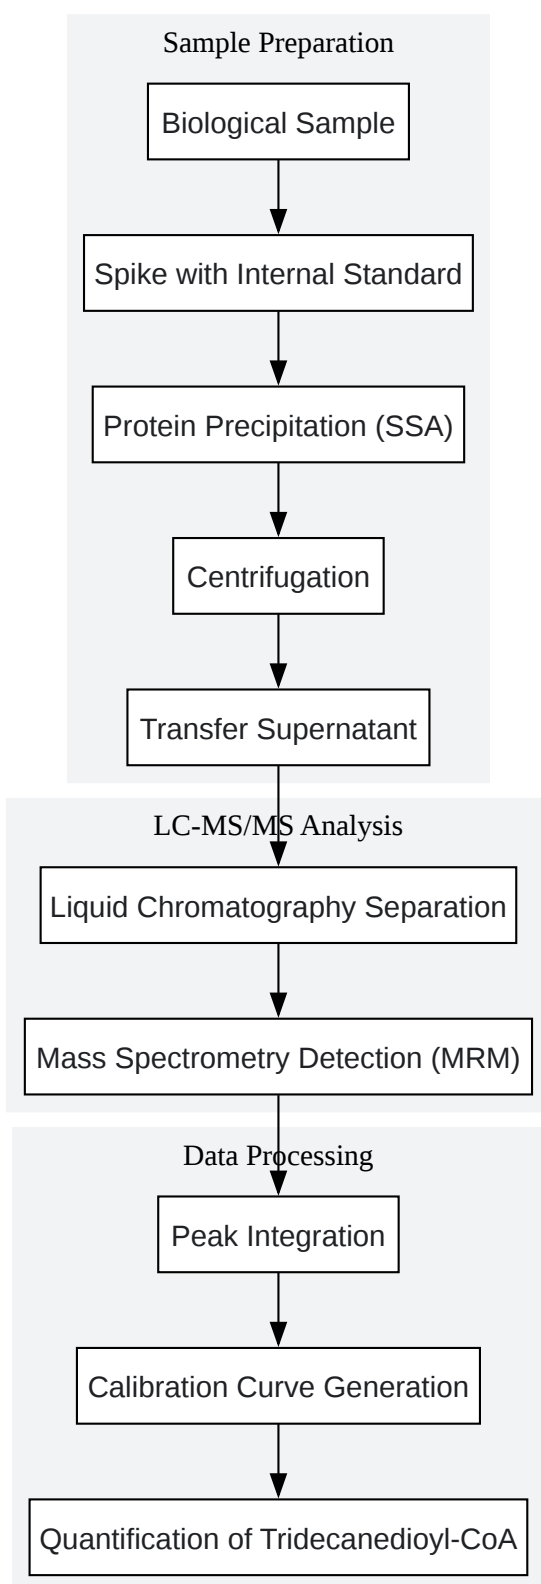 Sample Preparation
Biological Sample
Spike with Internal Standard
Protein Precipitation (SSA)
Centrifugation
Transfer Supernatant
LC-MS/MS Analysis
Liquid Chromatography Separation
Mass Spectrometry Detection (MRM)
Data Processing
Peak Integration
Calibration Curve Generation
Quantification of Tridecanedioyl-CoA